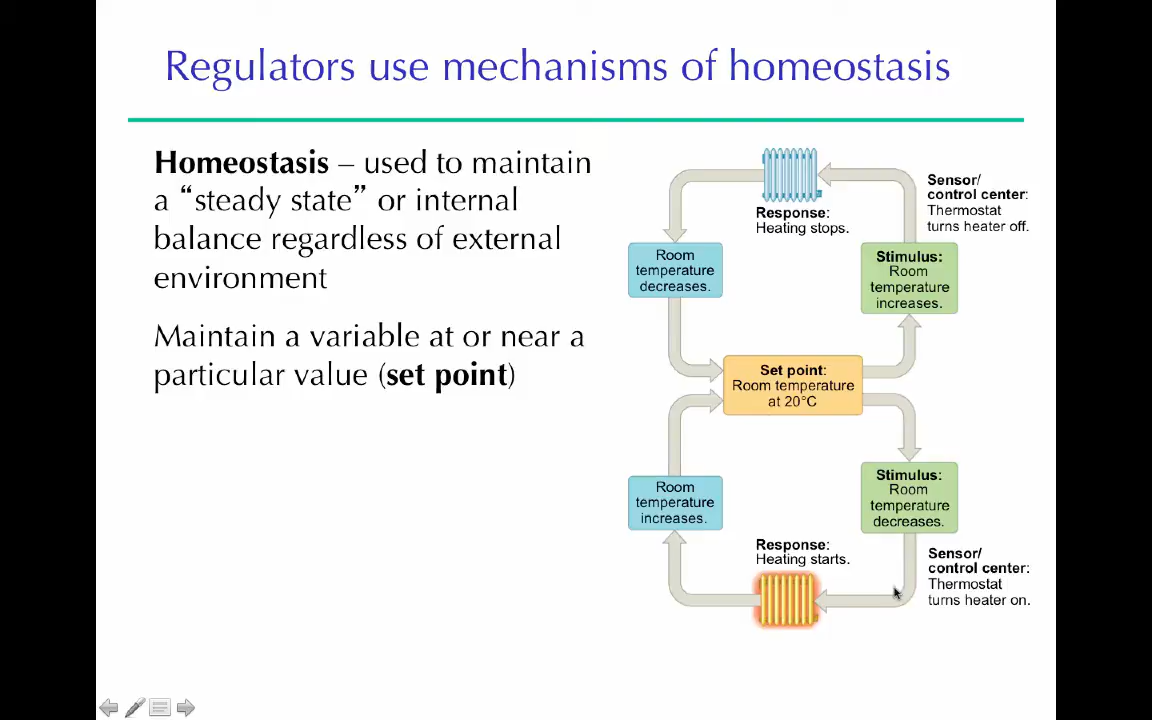 Regulators use mechanisms of homeostasis
Homeostasis – used to maintain
a “steady state” or internal
balance regardless of external
environment
Maintain a variable at or near a
particular value (set point)
Sensor/
control center:
Thermostat
turns heater off.
Response:
Heating stops.
Room
temperature
decreases.
Stimulus:
Room
temperature
increases.
Set point:
Room temperature
at 20°C
Room
temperature
increases.
Stimulus:
Room
temperature
decreases.
Response:
Heating starts.
Sensor/
control center:
Thermostat
turns heater on.